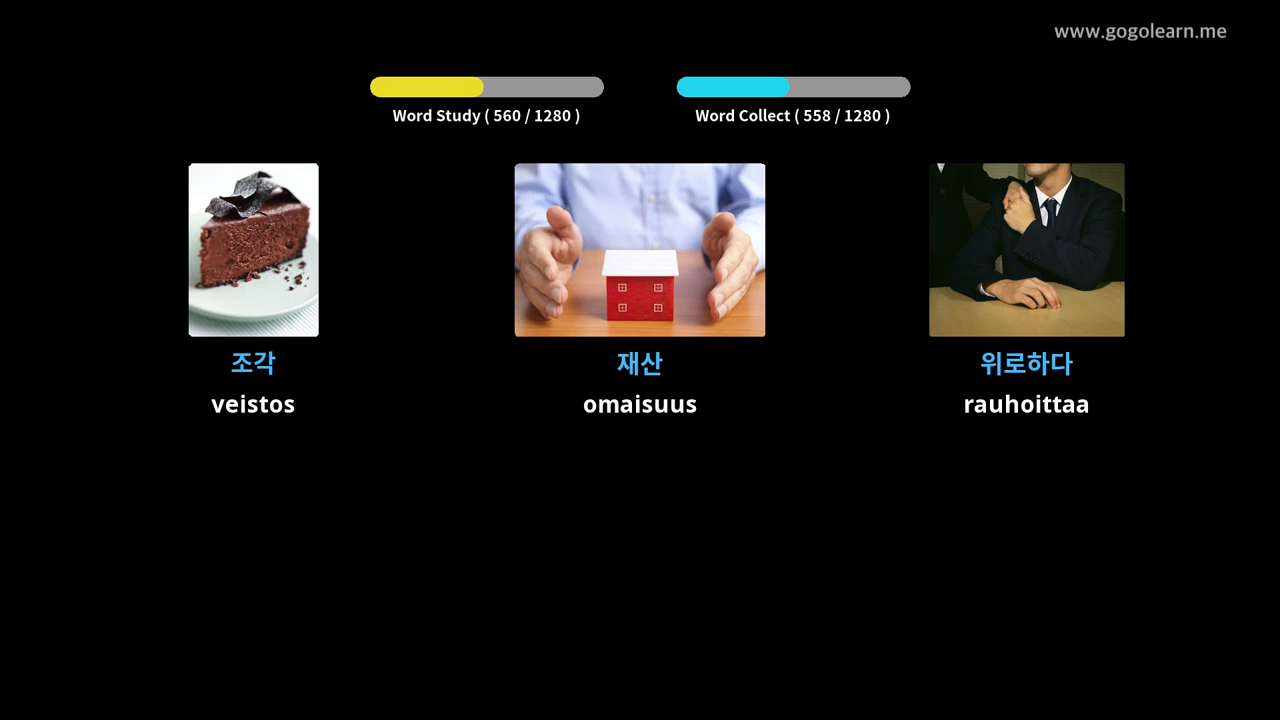 www.gogolearn.me
Word Study ( 560 / 1280 )
Word Collect ( 558 / 1280 )
조각
veistos
재산
omaisuus
위로하다
rauhoittaa